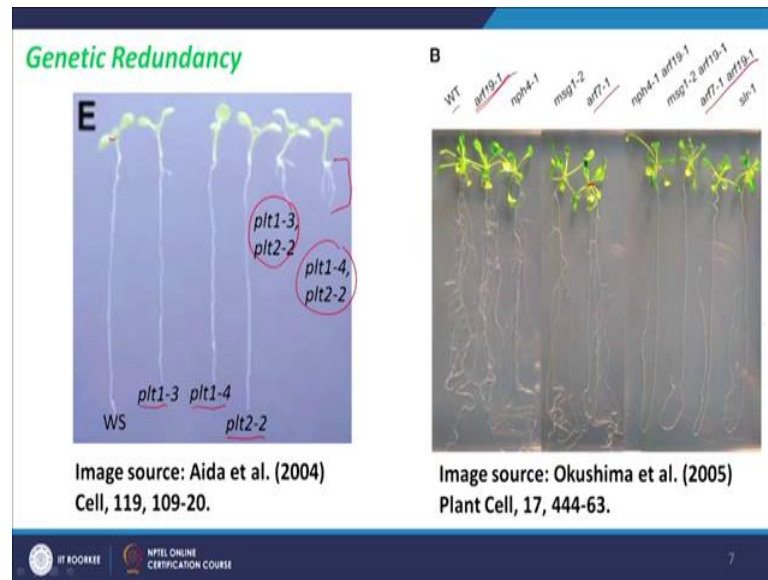 Genetic Redundancy
E
plt1-3,
plt2-2
plt1-4,
plt2-2
plt1-3 plt1-4
WS
plt2-2
Image source: Aida et al. (2004)
Cell, 119, 109-20.
B
WT arf19-1 nph4-1 msg1-2 arf7-1 nph4-1 arf19-1 msg1-2 arf19-1 arf7-1 arf19-1 slr-1
Image source: Okushima et al. (2005)
Plant Cell, 17, 444-63.
IIT ROORKEE
NPTEL ONLINE
CERTIFICATION COURSE
7